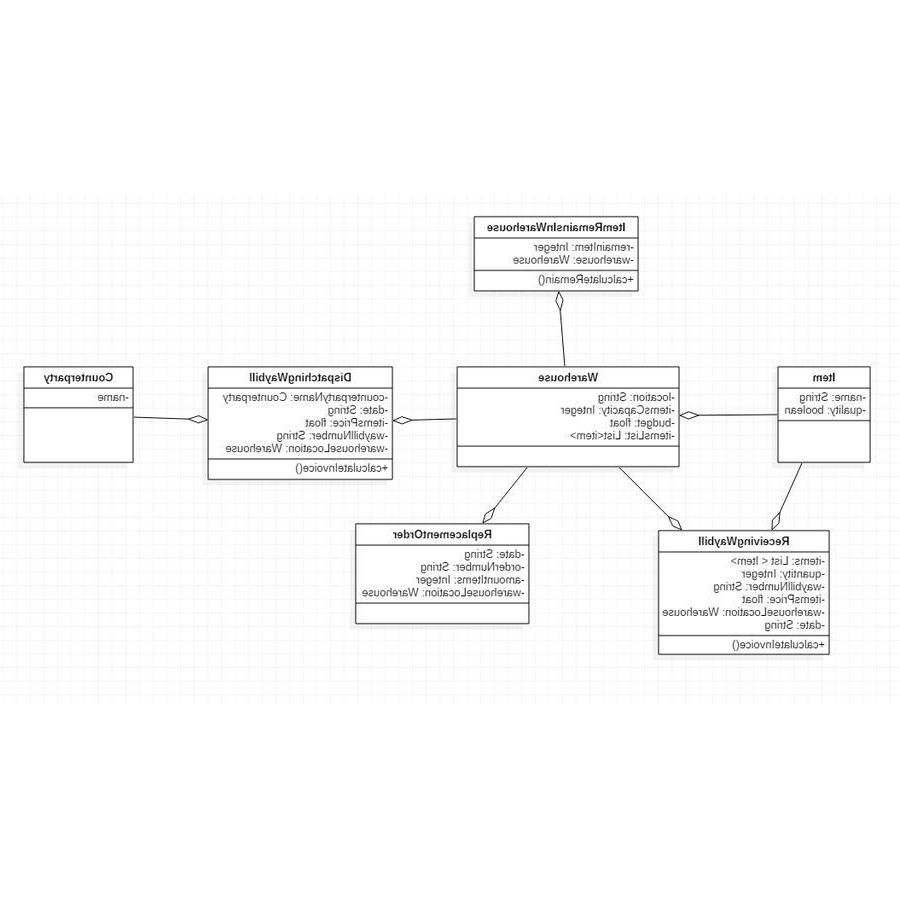 ItemRemainsInWarehouse
-remainItem: Integer
-warehouse: Warehouse
+calculateRemain()
Counterparty
-name
DispatchingWaybill
-counterpartyName: Counterparty
-date: String
-itemsPrice: float
-waybillNumber: String
-warehouseLocation: Warehouse
+calculateInvoice()
Warehouse
-location: String
-itemsCapacity: Integer
-budget: float
-itemsList: List<item>
Item
-name: String
-quality: boolean
ReplacementOrder
-date: String
-orderNumber: String
-amountItems: Integer
-warehouseLocation: Warehouse
ReceivingWaybill
-items: List < Item>
-quantity: Integer
-waybillNumber: String
-itemsPrice: float
-warehouseLocation: Warehouse
-date: String
+calculateInvoice()